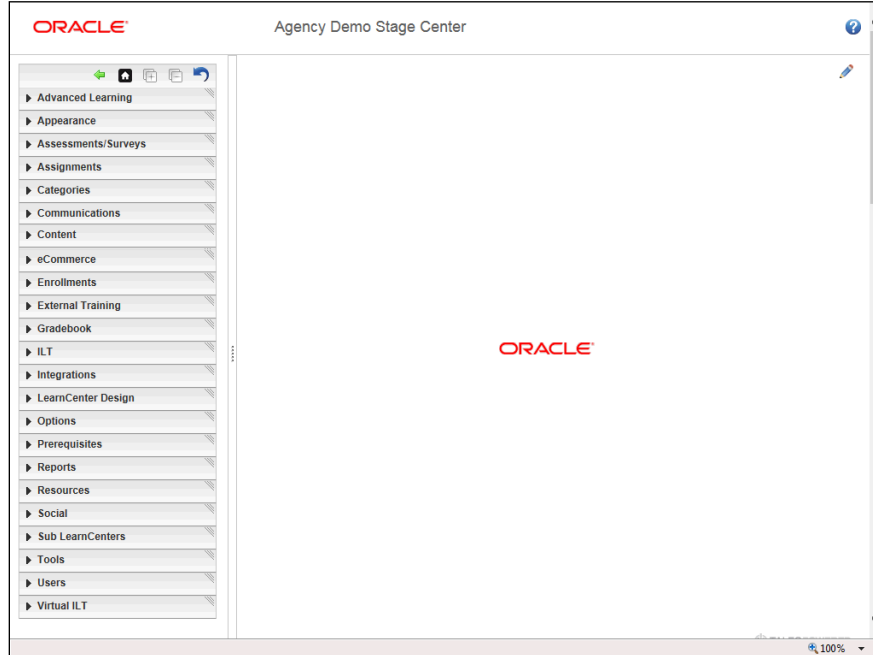 ORACLE
Agency Demo Stage Center
Advanced Learning
Appearance
Assessments/Surveys
Assignments
Categories
Communications
Content
eCommerce
Enrollments
External Training
Gradebook
ILT
Integrations
LearnCenter Design
Options
Prerequisites
Reports
Resources
Social
Sub LearnCenters
Tools
Users
Virtual ILT
ORACLE
100%